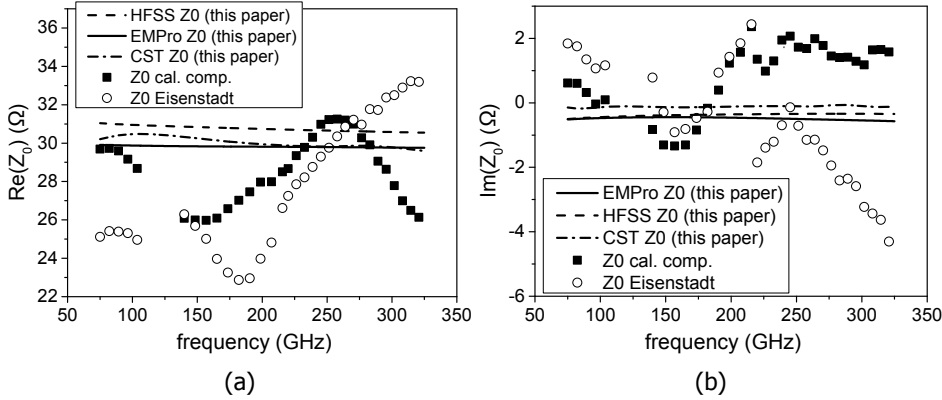 36
34
32
30
28
26
24
22
Re(Z0) (Ω)
HFSS Z0 (this paper)
EMPro Z0 (this paper)
CST Z0 (this paper)
Z0 cal. comp.
Z0 Eisenstadt
50 100 150 200 250 300 350
frequency (GHz)
(a)
2
0
-2
-4
-6
Im(Z0) (Ω)
EMPro Z0 (this paper)
HFSS Z0 (this paper)
CST Z0 (this paper)
Z0 cal. comp.
Z0 Eisenstadt
50 100 150 200 250 300 350
frequency (GHz)
(b)